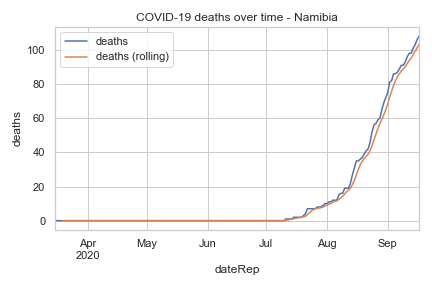 COVID-19 deaths over time - Namibia
deaths
deaths (rolling)
deaths
100
80
60
40
20
0
Apr
2020
May
Jun
Jul
Aug
Sep
dateRep